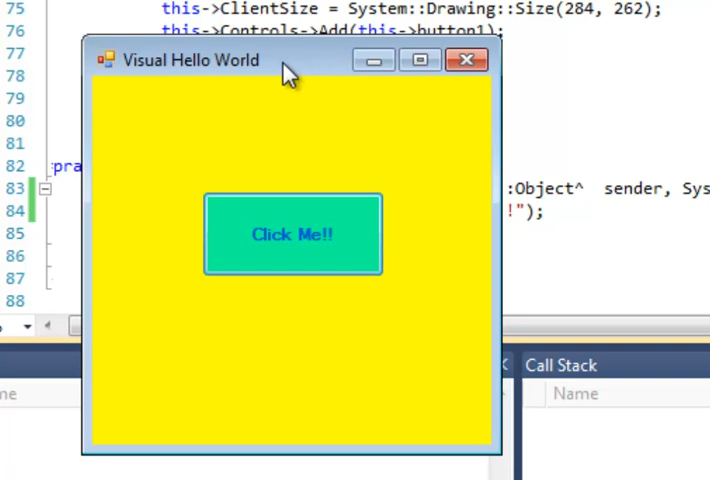 75 this->ClientSize = System::Drawing::Size(284, 262);
76 this->Controls->Add(this->button1);
77 Visual Hello World
78
79
80
81
82 pra
83 :Object^ sender, Sys
84 !");
85 Click Me!!
86
87
88
Call Stack
me Name